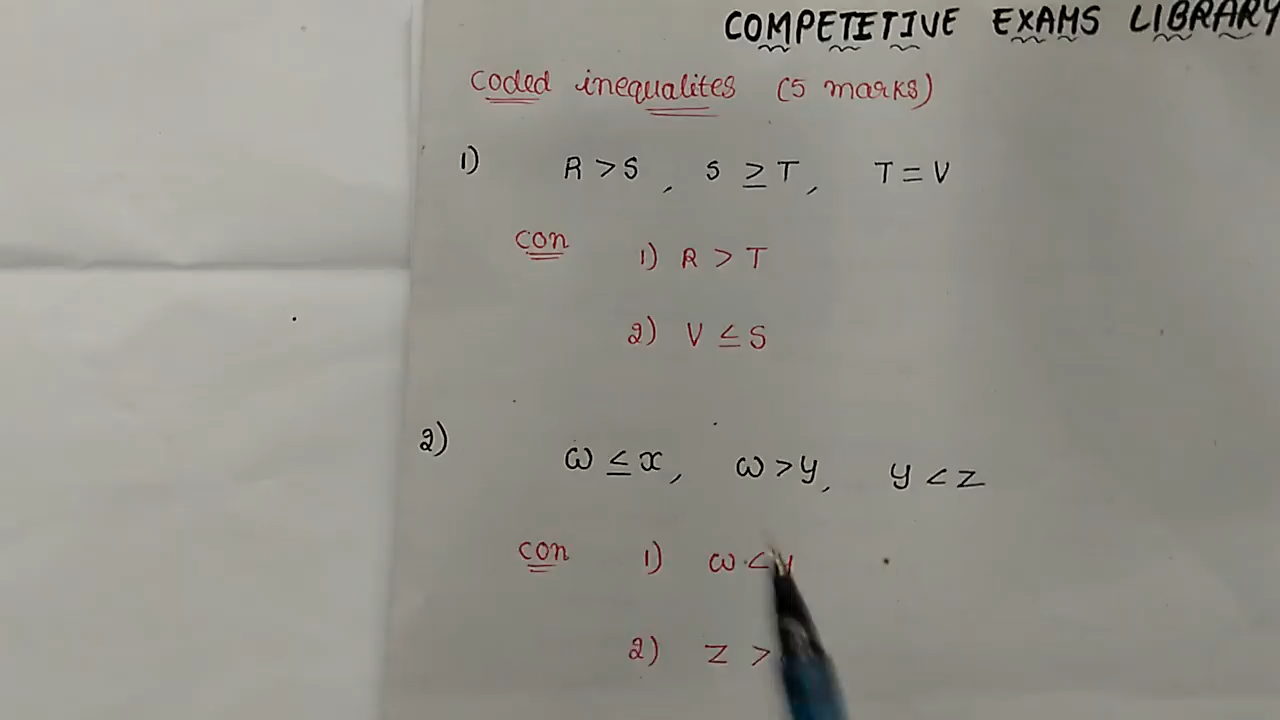 COMPETETIVE EXAMS LIBRARY
Coded inequalites (5 marks)
1) R > S , S ≥ T , T = V
con 1) R > T
2) V ≤ S
2) ω ≤ x , ω > y , y < z
con 1) ω <
2) z >